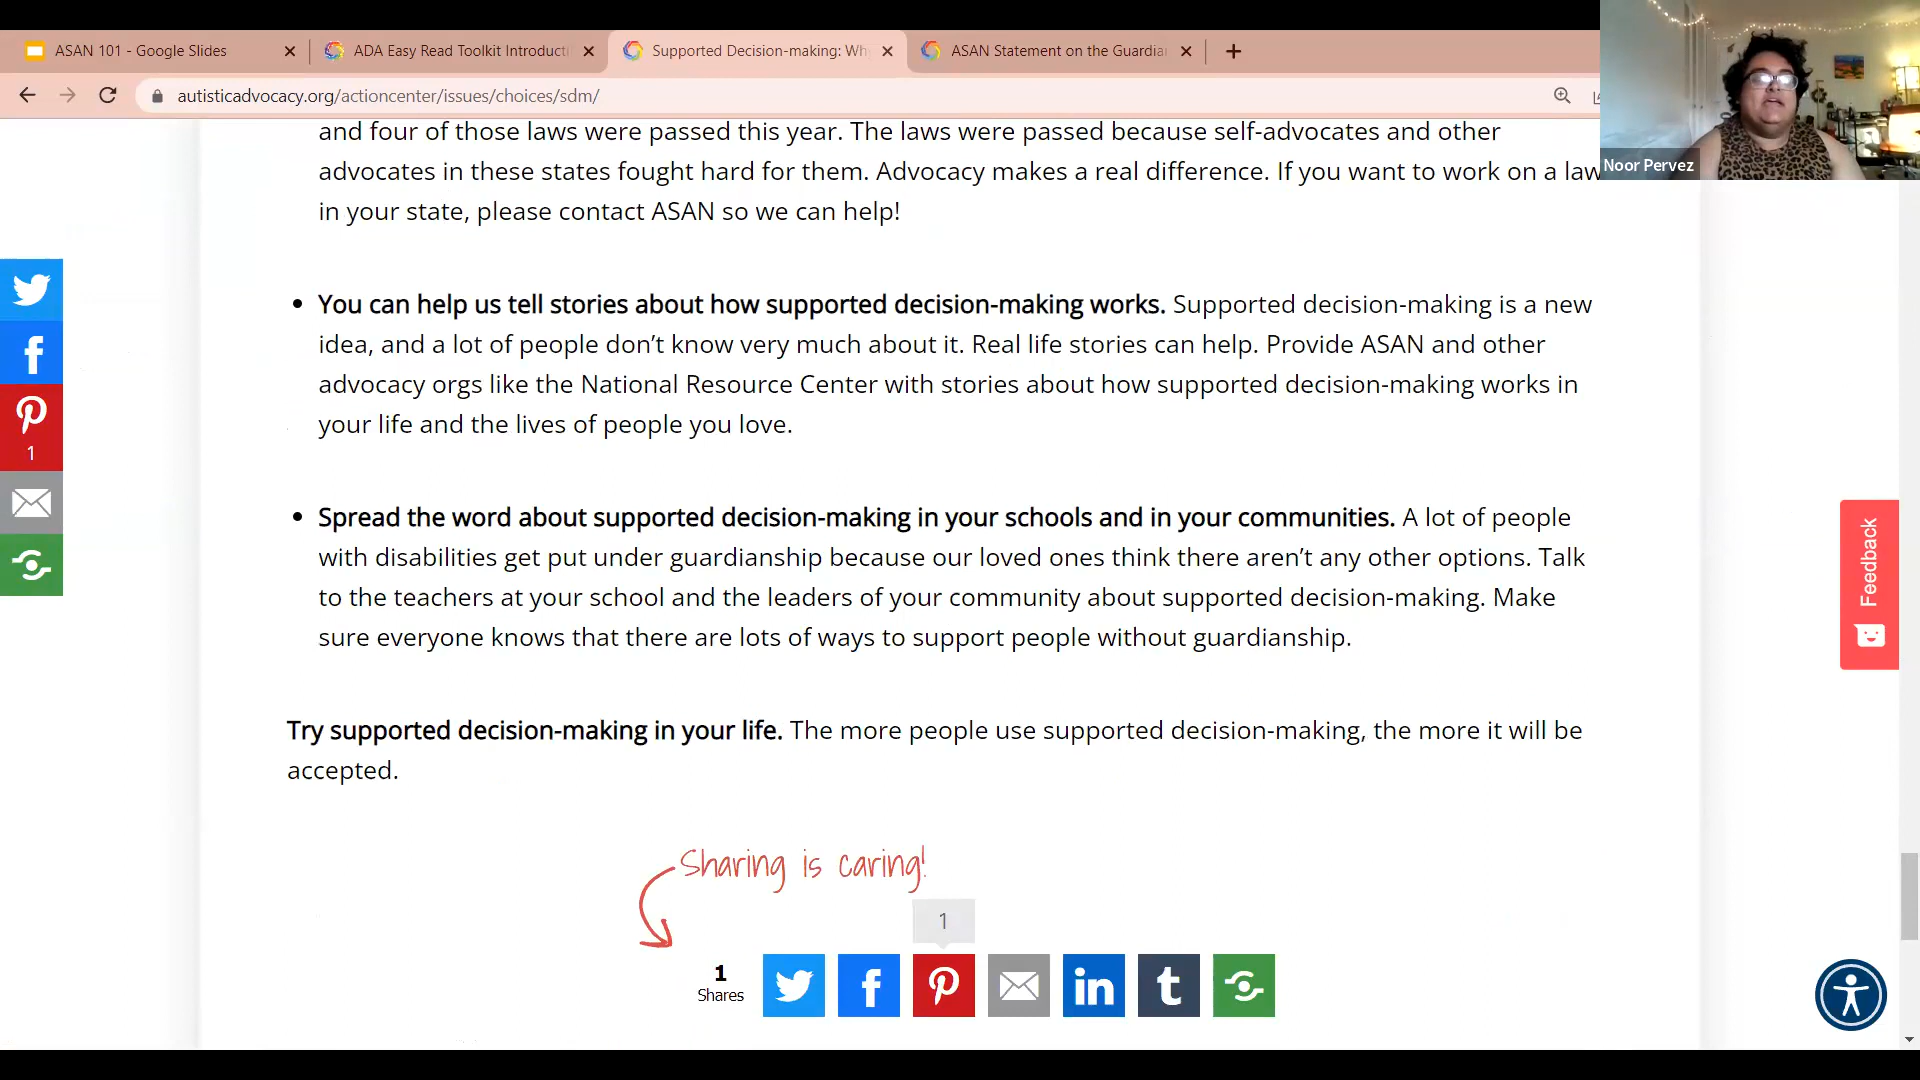 ASAN 101 - Google Slides
ADA Easy Read Toolkit Introducti
Supported Decision-making: Wh
ASAN Statement on the Guardia
autisticadvocacy.org/actioncenter/issues/choices/sdm/
Noor Pervez
and four of those laws were passed this year. The laws were passed because self-advocates and other
advocates in these states fought hard for them. Advocacy makes a real difference. If you want to work on a law
in your state, please contact ASAN so we can help!
• You can help us tell stories about how supported decision-making works. Supported decision-making is a new
idea, and a lot of people don’t know very much about it. Real life stories can help. Provide ASAN and other
advocacy orgs like the National Resource Center with stories about how supported decision-making works in
your life and the lives of people you love.
• Spread the word about supported decision-making in your schools and in your communities. A lot of people
with disabilities get put under guardianship because our loved ones think there aren’t any other options. Talk
to the teachers at your school and the leaders of your community about supported decision-making. Make
sure everyone knows that there are lots of ways to support people without guardianship.
Try supported decision-making in your life. The more people use supported decision-making, the more it will be
accepted.
1
Feedback
Sharing is caring!
1
1
Shares